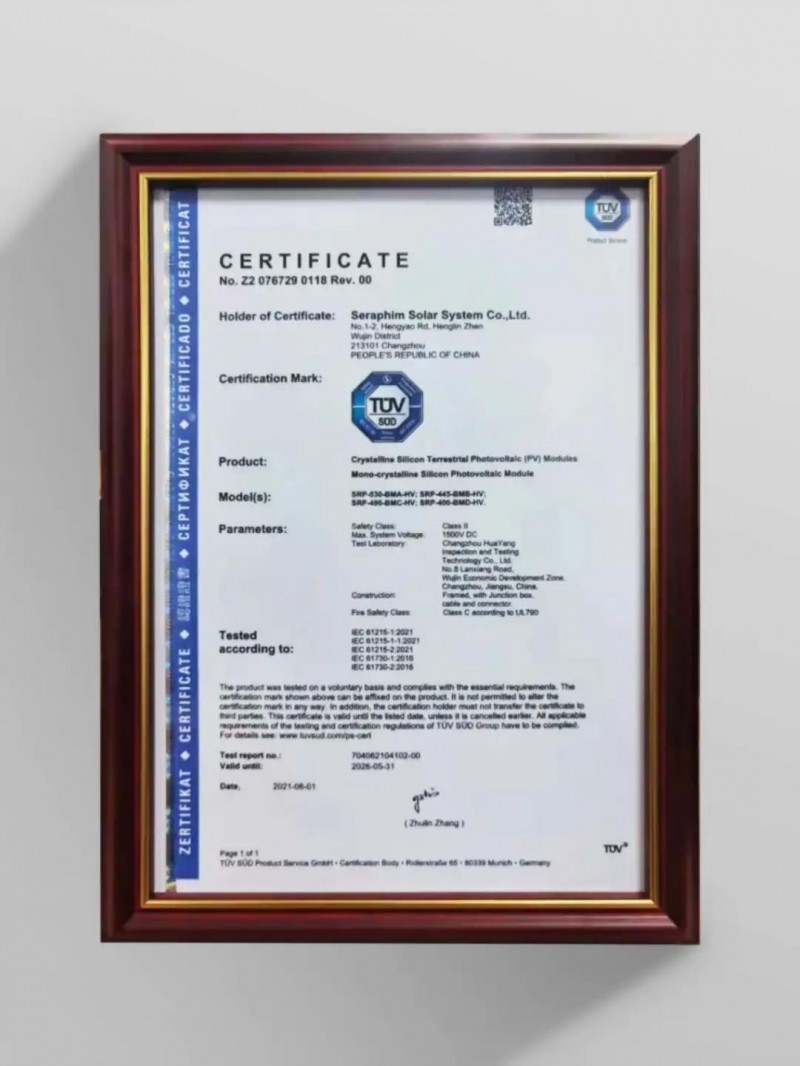 TÜV
SÜD
Product Service
CERTIFICATE
No. Z2 076729 0118 Rev. 00
Holder of Certificate: Seraphim Solar System Co.,Ltd.
No.1-2, Hengyao Rd, Henglin Zhen
Wujin District
213101 Changzhou
PEOPLE'S REPUBLIC OF CHINA
Certification Mark:
TÜV
SÜD
Product: Crystalline Silicon Terrestrial Photovoltaic (PV) Modules
Mono-crystalline Silicon Photovoltaic Module
Model(s): SRP-530-BMA-HV; SRP-445-BMB-HV;
SRP-490-BMC-HV; SRP-406-BMD-HV.
Parameters: Safety Class: Class II
Max. System Voltage: 1500V DC
Test Laboratory: Changzhou HuaYang
Inspection and Testing
Technology Co., Ltd.
No.8 Lanxiang Road,
Wujin Economic Development Zone,
Changzhou, Jiangsu, China.
Construction: Framed, with Junction box,
cable and connector.
Fire Safety Class: Class C according to UL790
Tested
according to:
IEC 61215-1:2021
IEC 61215-1-1:2021
IEC 61215-2:2021
IEC 61730-1:2016
IEC 61730-2:2016
The product was tested on a voluntary basis and complies with the essential requirements. The
certification mark shown above can be affixed on the product. It is not permitted to alter the
certification mark in any way. In addition, the certification holder must not transfer the certificate to
third parties. This certificate is valid until the listed date, unless it is cancelled earlier. All applicable
requirements of the testing and certification regulations of TÜV SÜD Group have to be complied.
For details see: www.tuvsud.com/ps-cert
Test report no.: 704062104102-00
Valid until: 2026-05-31
Date, 2021-06-01
( Zhulin Zhang )
Page 1 of 1
TÜV SÜD Product Service GmbH • Certification Body • Ridlerstraße 65 • 80339 Munich • Germany
TÜV®
ZERTIFIKAT ◆ CERTIFICATE ◆ 認證證書 ◆ СЕРТИФИКАТ ◆ CERTIFICADO ◆ CERTIFICAT